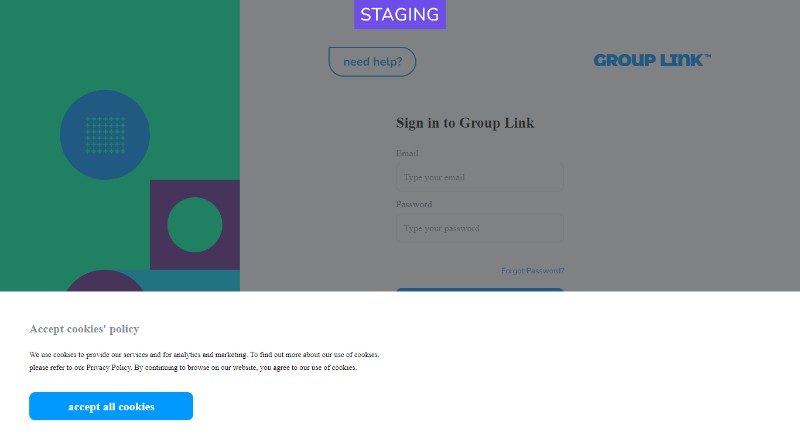 STAGING
need help?
GROUP LINK™
Sign in to Group Link
Email
Type your email
Password
Type your password
Forgot Password?
Accept cookies' policy
We use cookies to provide our services and for analytics and marketing. To find out more about our use of cookies,
please refer to our Privacy Policy. By continuing to browse on our website, you agree to our use of cookies.
accept all cookies